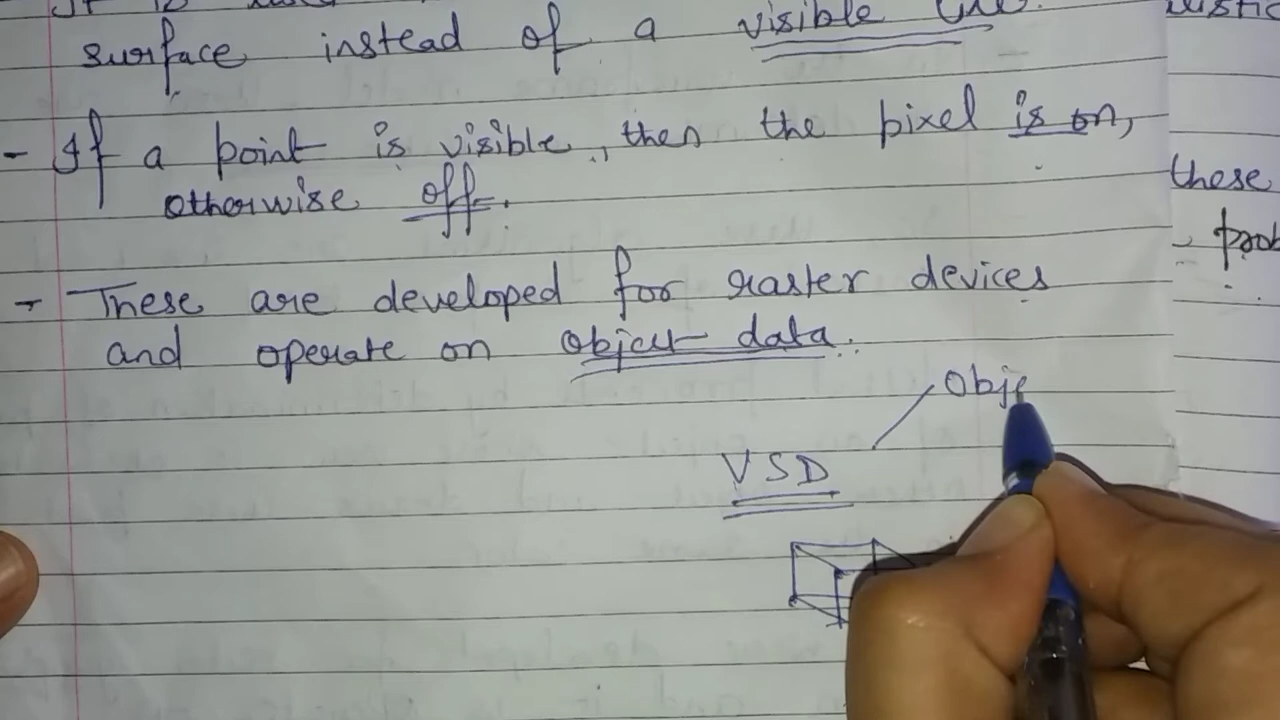 surface instead of a visible
- If a point is visible, then the pixel is on,
otherwise off.
- These are developed for raster devices
and operate on object data.
Obje
VSD
these